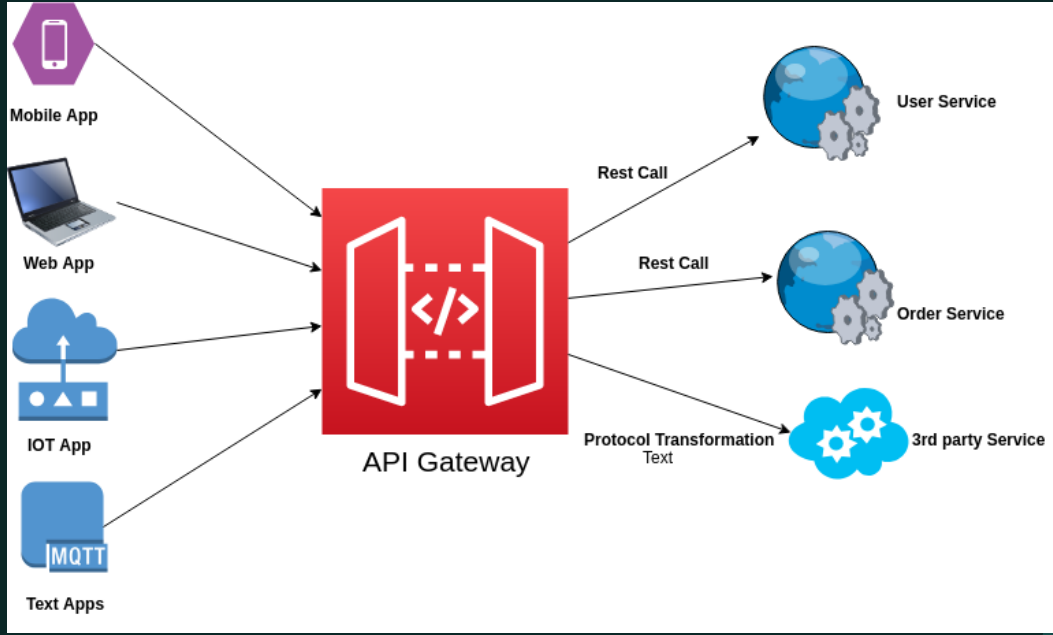 Mobile App
Web App
IOT App
MQTT
Text Apps
</>
API Gateway
Rest Call
Rest Call
Protocol Transformation
Text
User Service
Order Service
3rd party Service